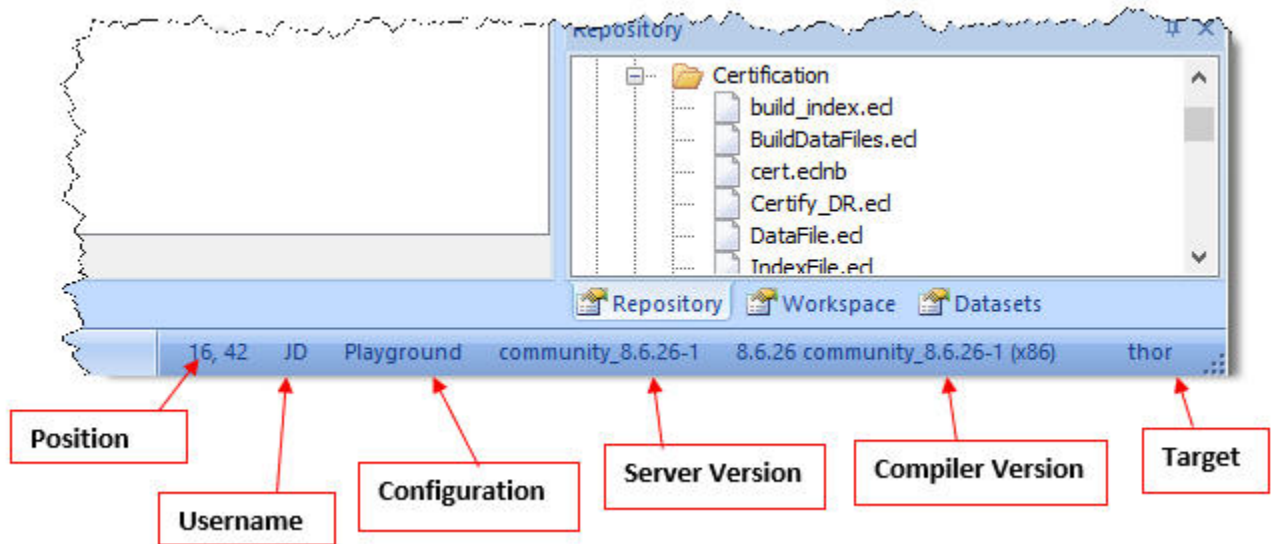 Repository
Certification
build_index.ecl
BuildDataFiles.ecl
cert.eclnb
Certify_DR.ecl
DataFile.ecl
IndexFile.ecl
Repository Workspace Datasets
16, 42 JD Playground community_8.6.26-1 8.6.26 community_8.6.26-1 (x86) thor
Position
Username
Configuration
Server Version
Compiler Version
Target